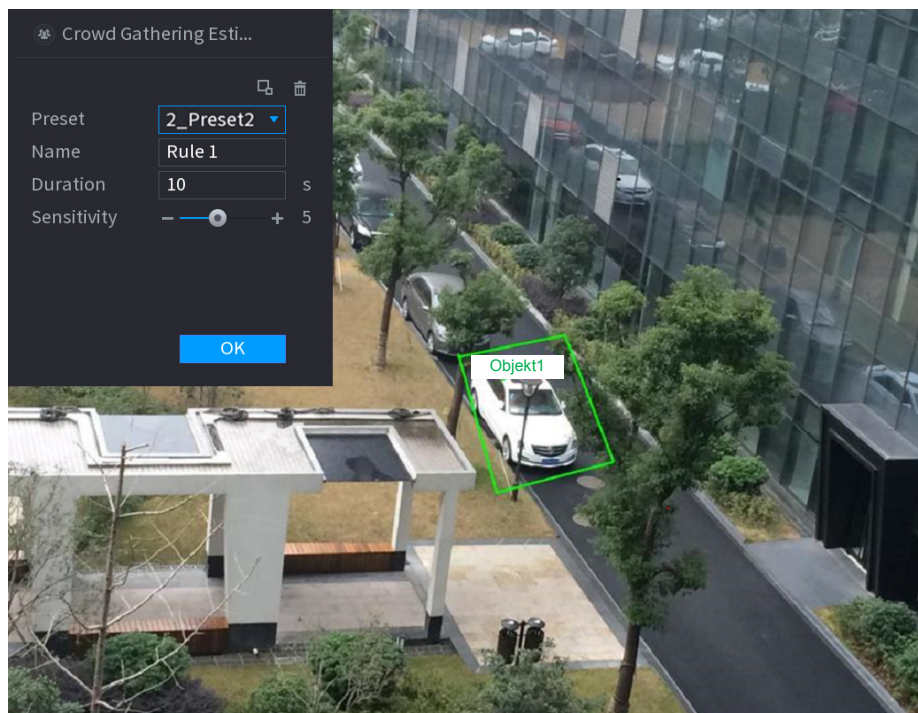 Crowd Gathering Esti...
Preset 2_Preset2
Name Rule 1
Duration 10 s
Sensitivity 5
OK
Objekt1